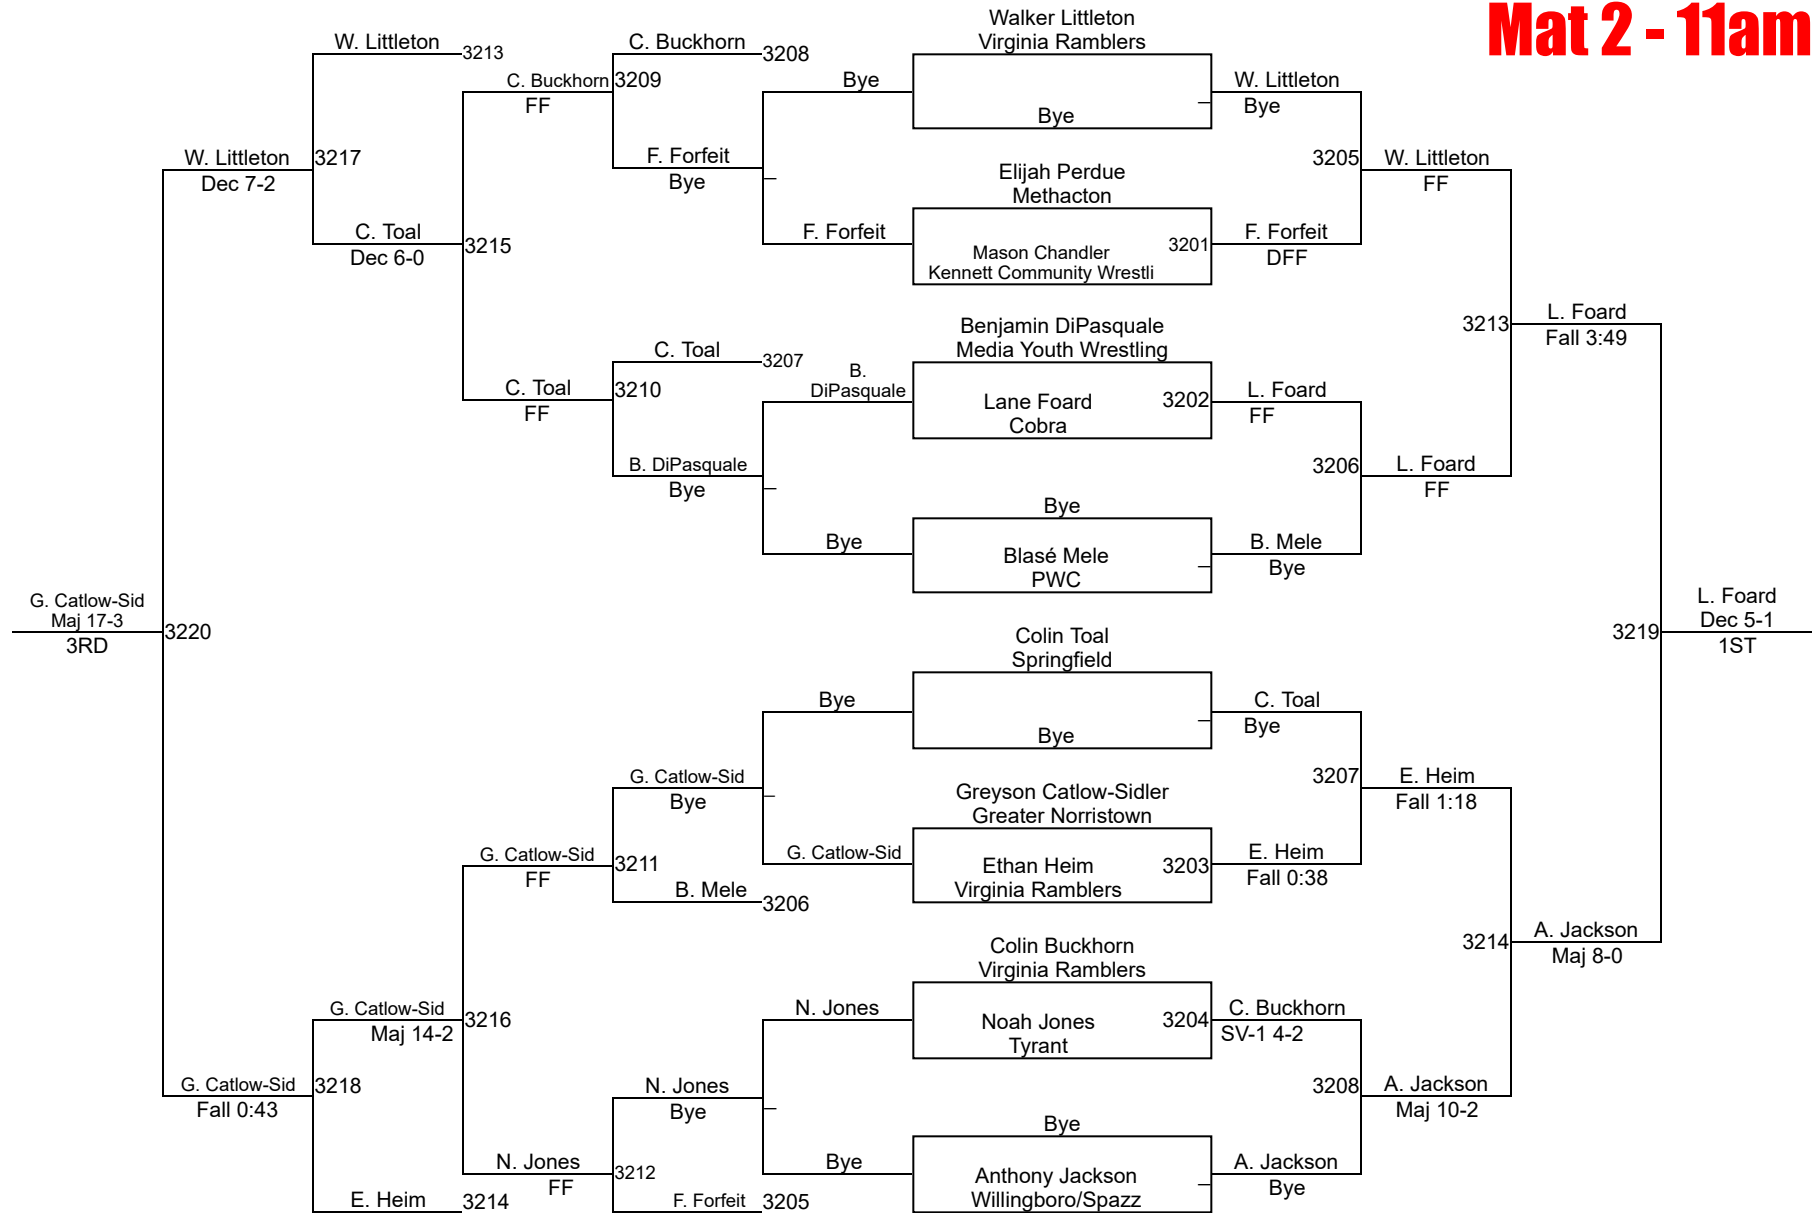 Mat 2 - 11am
Walker Littleton
Virginia Ramblers
Bye
Elijah Perdue
Methacton
Mason Chandler
Kennett Community Wrestli
3201
Benjamin DiPasquale
Media Youth Wrestling
Lane Foard
Cobra
3202
Bye
Blasé Mele
PWC
Colin Toal
Springfield
Bye
Greyson Catlow-Sidler
Greater Norristown
Ethan Heim
Virginia Ramblers
3203
Colin Buckhorn
Virginia Ramblers
Noah Jones
Tyrant
3204
Bye
Anthony Jackson
Willingboro/Spazz
W. Littleton
Bye
F. Forfeit
DFF
L. Foard
FF
B. Mele
Bye
C. Toal
Bye
E. Heim
Fall 0:38
C. Buckhorn
SV-1 4-2
A. Jackson
Bye
3205
W. Littleton
FF
3206
L. Foard
FF
3207
E. Heim
Fall 1:18
3208
A. Jackson
Maj 10-2
3213
L. Foard
Fall 3:49
3214
A. Jackson
Maj 8-0
3219
L. Foard
Dec 5-1
1ST
Bye
F. Forfeit
B.
DiPasquale
Bye
Bye
G. Catlow-Sid
N. Jones
Bye
C. Buckhorn
3208
F. Forfeit
Bye
C. Toal
3207
B. DiPasquale
Bye
G. Catlow-Sid
Bye
B. Mele
3206
N. Jones
Bye
F. Forfeit
3205
C. Buckhorn
3209
FF
C. Toal
3210
FF
G. Catlow-Sid
3211
FF
N. Jones
3212
FF
W. Littleton
3213
C. Toal
3215
Dec 6-0
G. Catlow-Sid
3216
Maj 14-2
E. Heim
3214
W. Littleton
3217
Dec 7-2
G. Catlow-Sid
3218
Fall 0:43
G. Catlow-Sid
Maj 17-3
3220
3RD